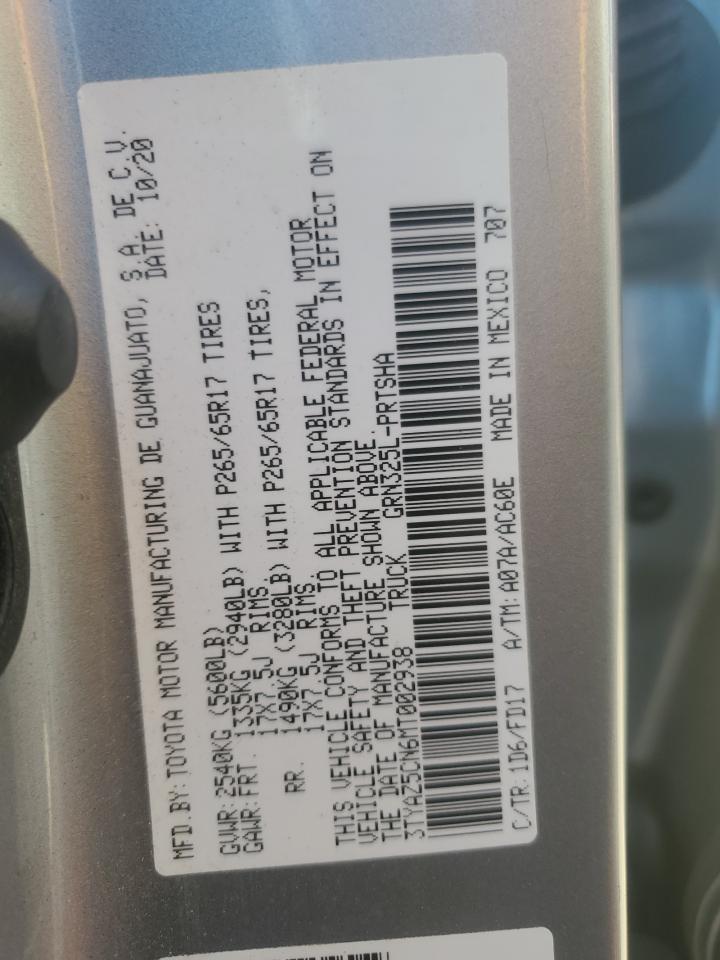 MFD.BY:TOYOTA MOTOR MANUFACTURING DE GUANAJUATO, S.A. DE C.V.
DATE: 10/20
GVWR:2540KG (5600LB)
GAWR:FRT. 1335KG (2940LB) WITH P265/65R17 TIRES
17X7.5J RIMS, WITH P265/65R17 TIRES,
RR. 1490KG (3280LB)
17X7.5J RIMS.
THIS VEHICLE CONFORMS TO ALL APPLICABLE FEDERAL MOTOR
VEHICLE SAFETY AND THEFT PREVENTION STANDARDS IN EFFECT ON
THE DATE OF MANUFACTURE SHOWN ABOVE.
3TYAZ5CN6MT002938 TRUCK GRN325L-PRTSHA
C/TR:1D6/FD17 A/TM:A07A/AC60E MADE IN MEXICO 707